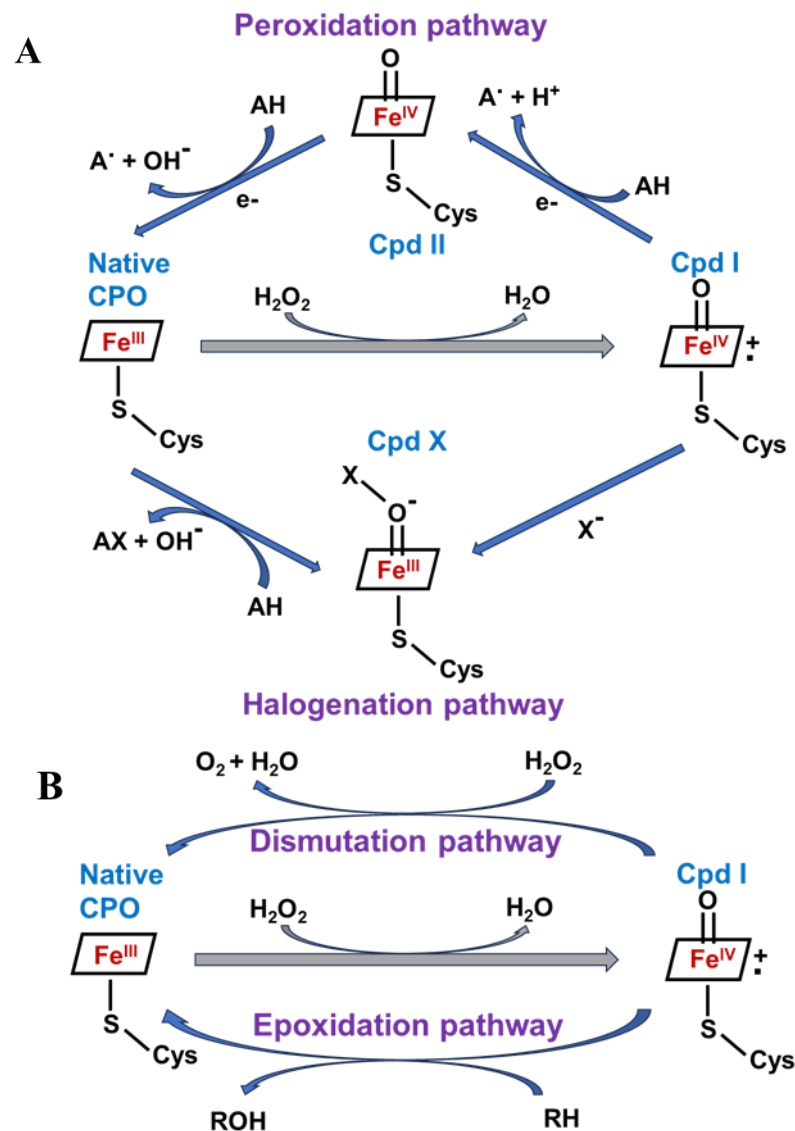 A
Peroxidation pathway
O
Fe^IV
S
Cys
Cpd II
AH
A˙ + OH⁻
e-
A˙ + H⁺
AH
e-
Native
CPO
Fe^III
S
Cys
H₂O₂
H₂O
Cpd I
O
Fe^IV
+
·
S
Cys
Cpd X
X
O⁻
Fe^III
S
Cys
AX + OH⁻
AH
X⁻
Halogenation pathway
B
O₂ + H₂O
H₂O₂
Dismutation pathway
Native
CPO
Fe^III
S
Cys
H₂O₂
H₂O
Cpd I
O
Fe^IV
+
·
S
Cys
Epoxidation pathway
ROH
RH